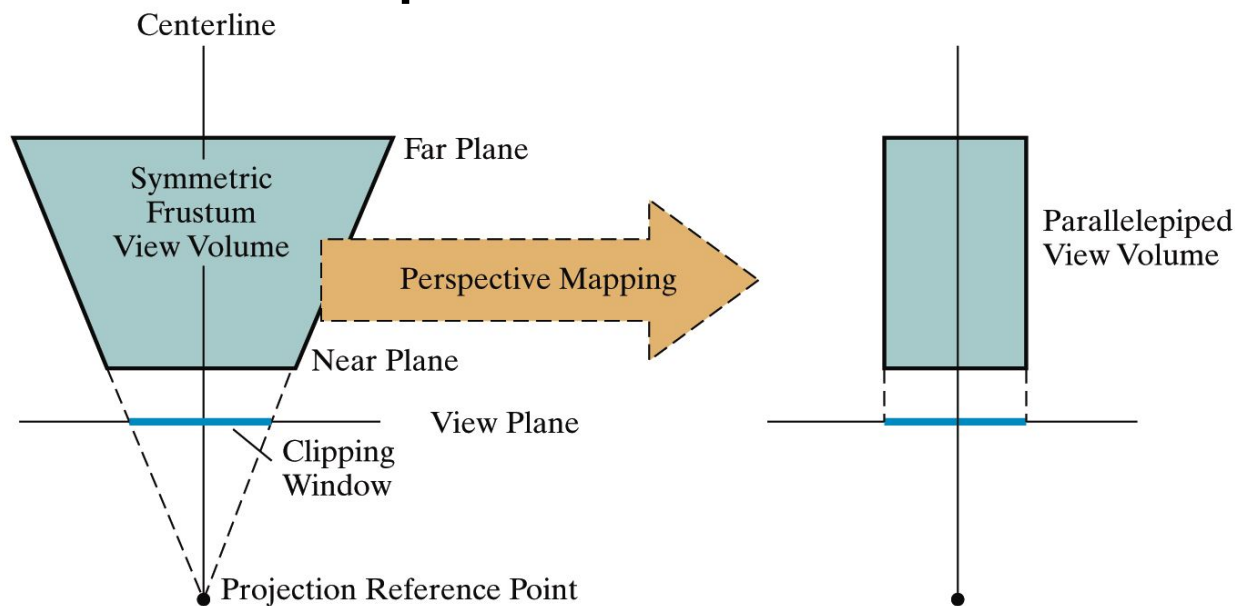 Centerline
Far Plane
Symmetric
Frustum
View Volume
Perspective Mapping
Parallelepiped
View Volume
Near Plane
View Plane
Clipping
Window
Projection Reference Point